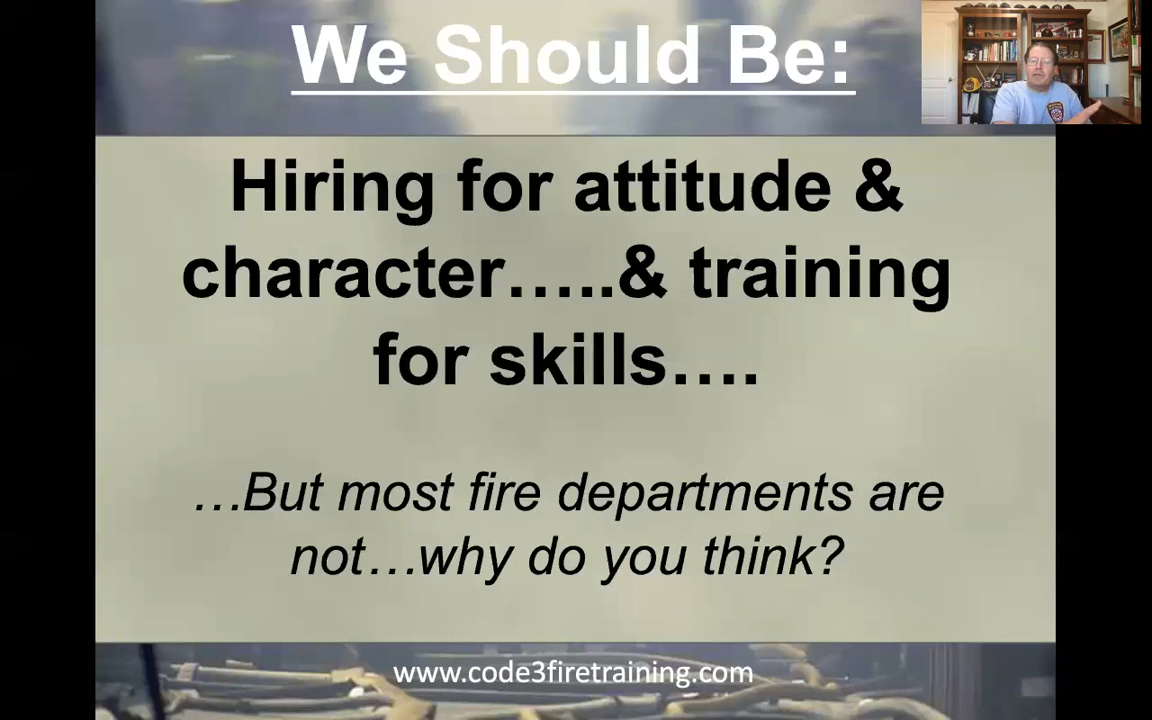 We Should Be:
Hiring for attitude &
character…..& training
for skills….
…But most fire departments are
not…why do you think?
www.code3firetraining.com